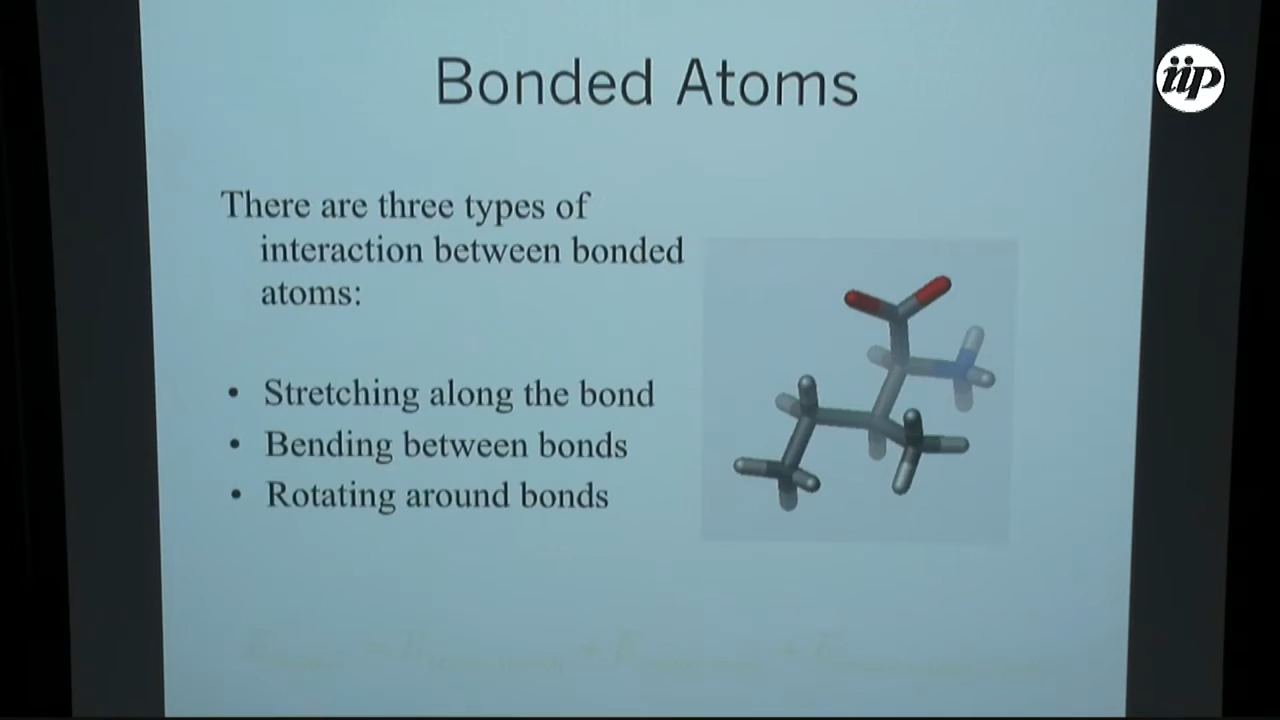 Bonded Atoms
iip
There are three types of
interaction between bonded
atoms:
• Stretching along the bond
• Bending between bonds
• Rotating around bonds